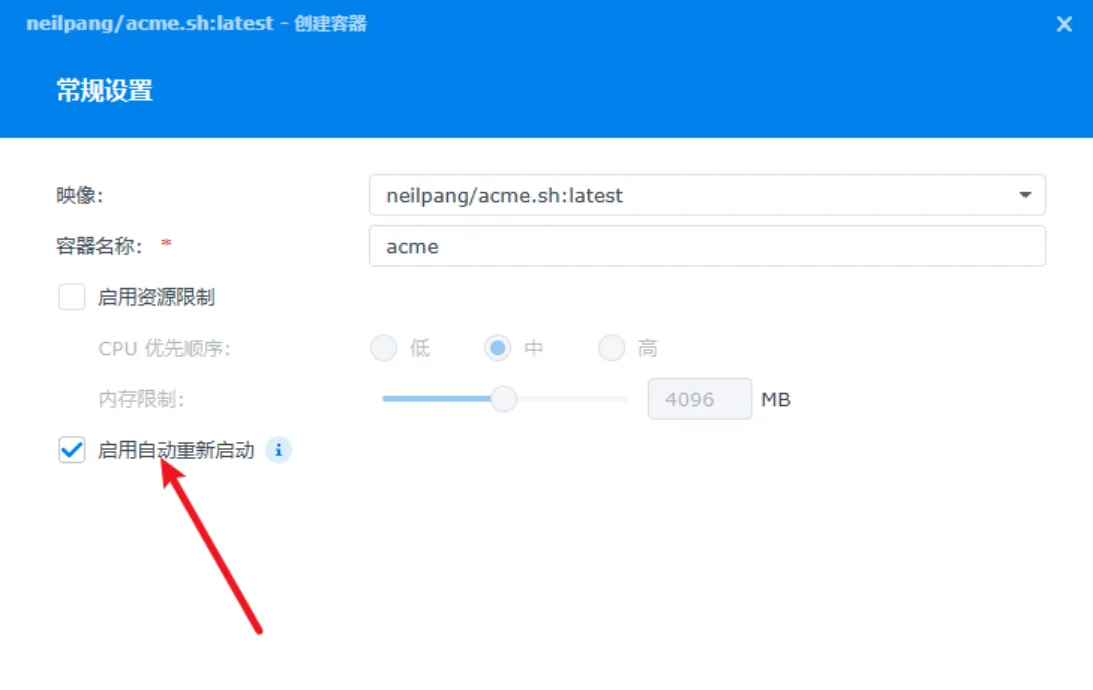 neilpang/acme.sh:latest - 创建容器
常规设置
映像: neilpang/acme.sh:latest
容器名称: * acme
启用资源限制
CPU 优先顺序: 低 中 高
内存限制: 4096 MB
启用自动重新启动 i